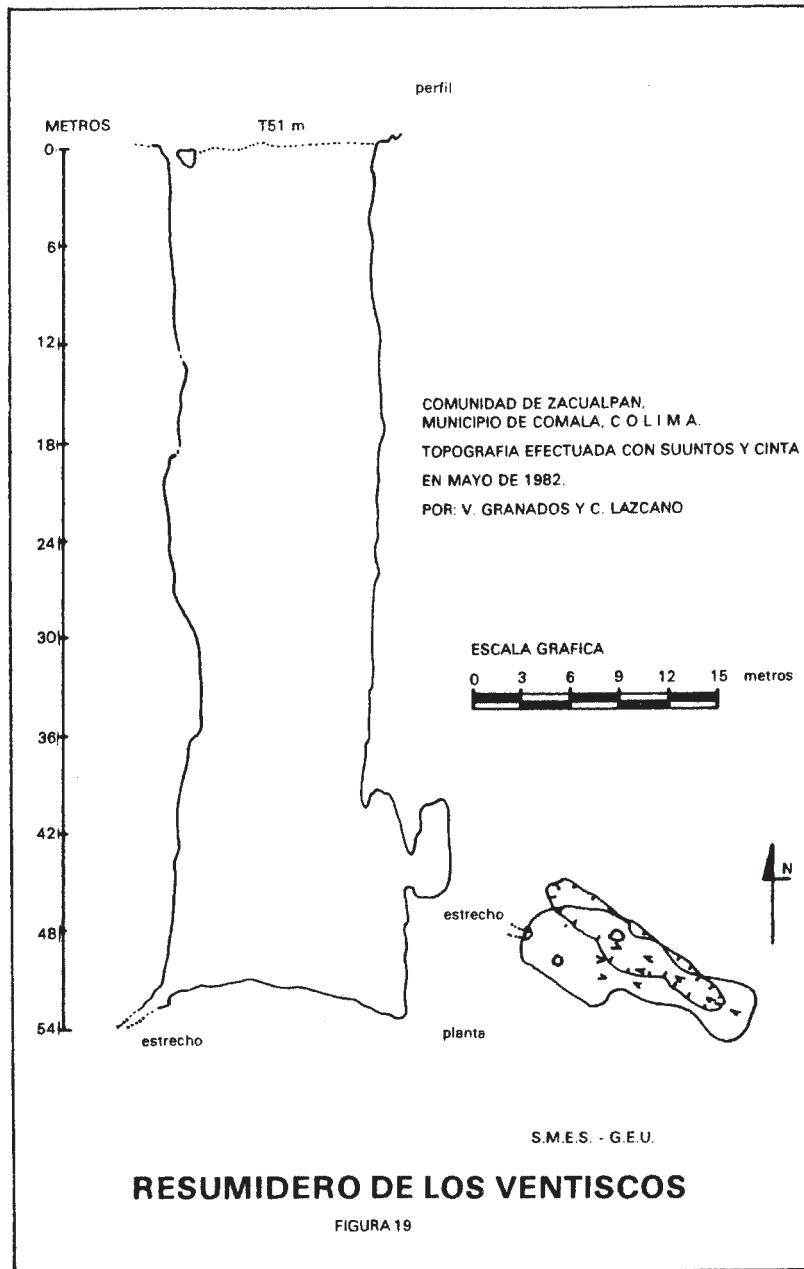 perfil
METROS
T51 m
0
6
12
18
24
30
36
42
48
54
COMUNIDAD DE ZACUALPAN,
MUNICIPIO DE COMALA, C O L I M A.
TOPOGRAFIA EFECTUADA CON SUUNTOS Y CINTA
EN MAYO DE 1982.
POR: V. GRANADOS Y C. LAZCANO
ESCALA GRAFICA
0 3 6 9 12 15 metros
N
estrecho
estrecho
planta
S.M.E.S. - G.E.U.
RESUMIDERO DE LOS VENTISCOS
FIGURA 19